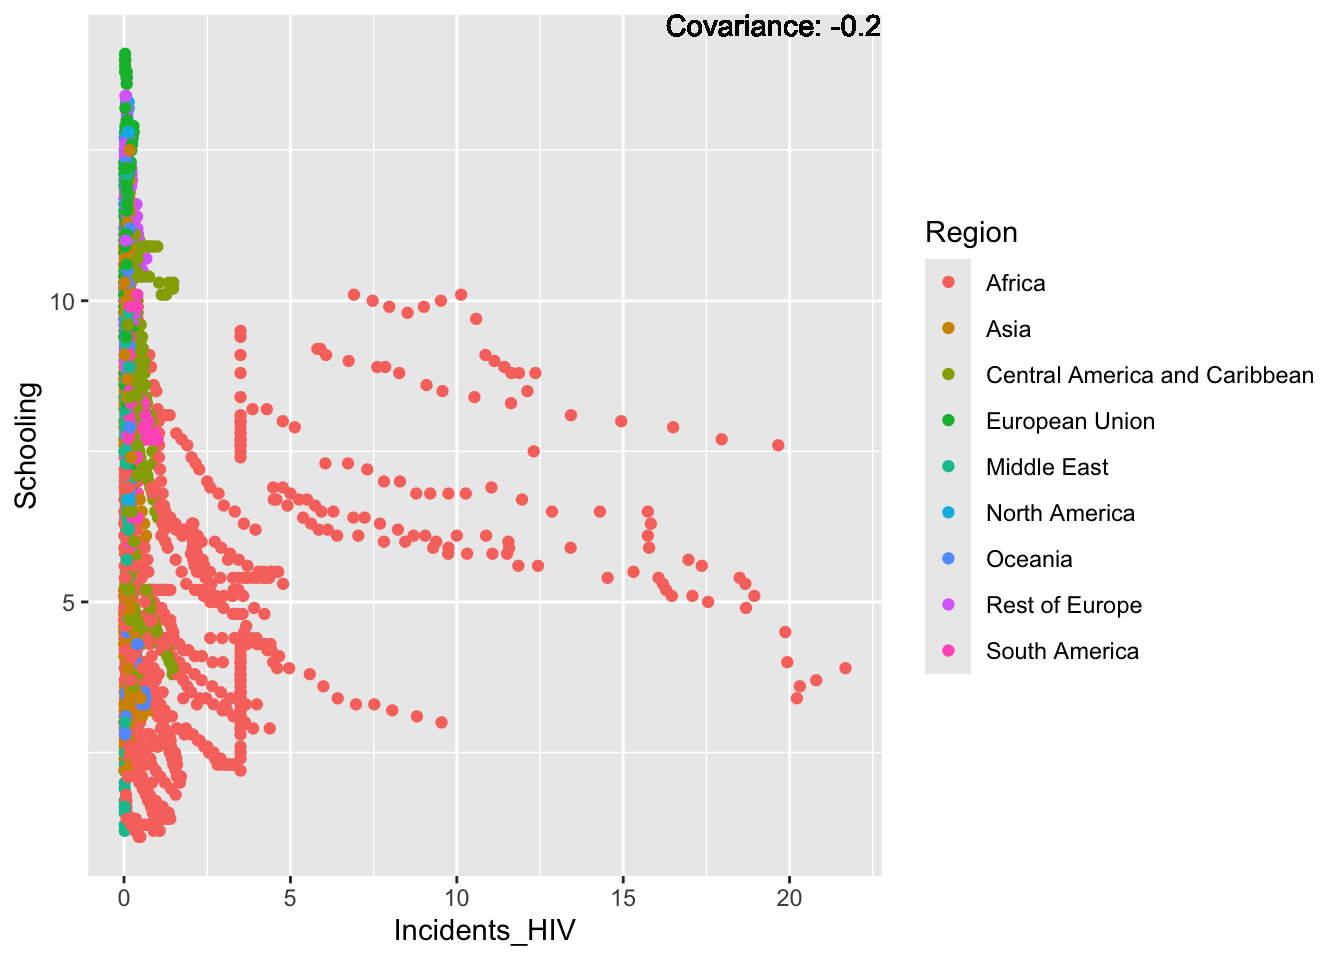 Covariance: -0.2
Schooling
10
5
0
5
10
15
20
Incidents_HIV
Region
Africa
Asia
Central America and Caribbean
European Union
Middle East
North America
Oceania
Rest of Europe
South America